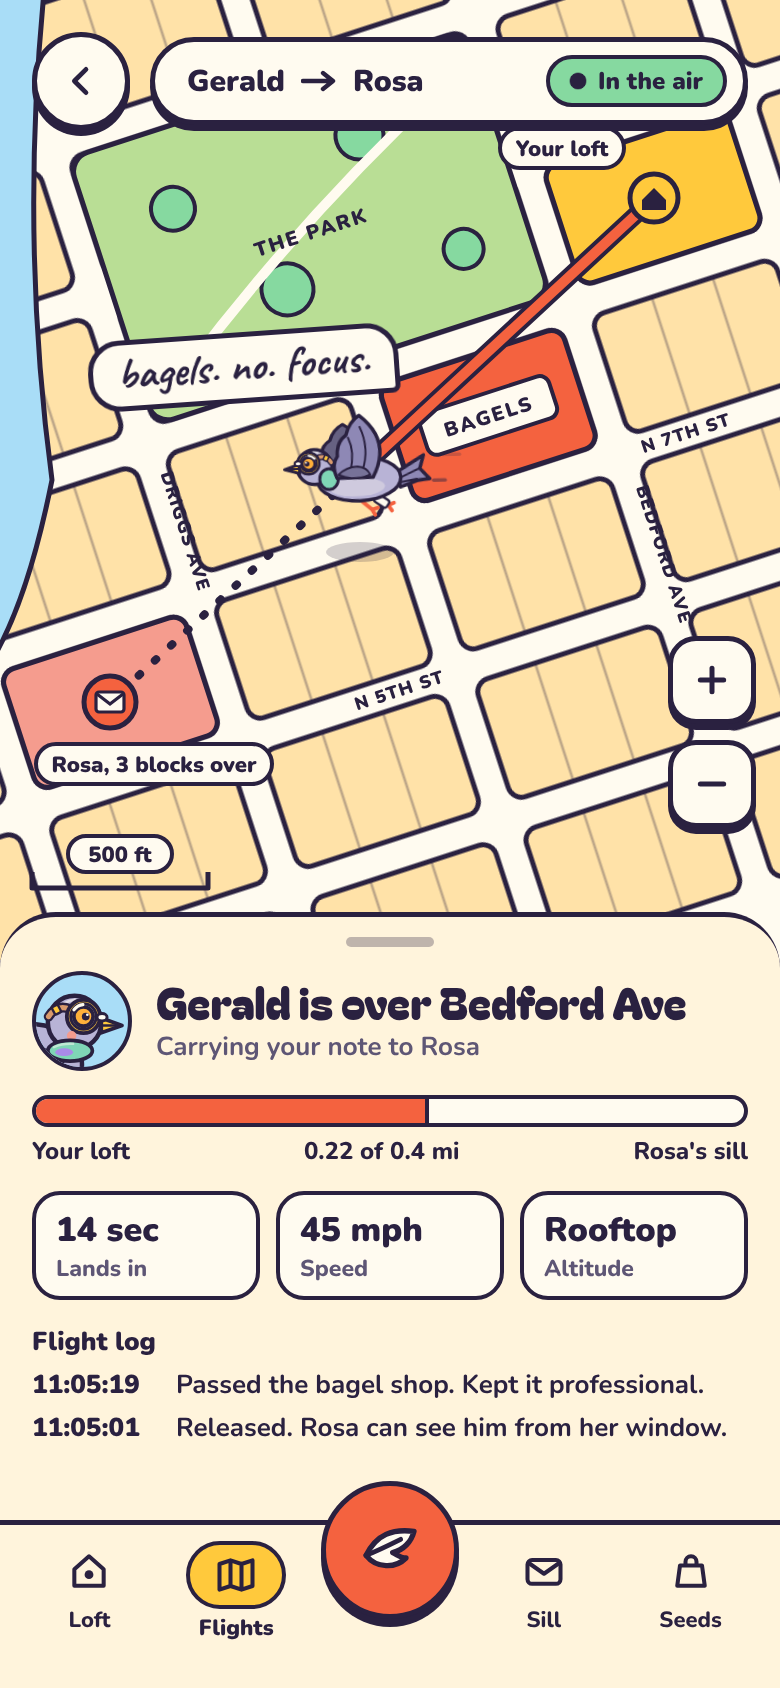 Gerald → Rosa
In the air
Your loft
THE PARK
bagels. no. focus.
BAGELS
N 7TH ST
DRIGGS AVE
BEDFORD AVE
N 5TH ST
Rosa, 3 blocks over
500 ft
Gerald is over Bedford Ave
Carrying your note to Rosa
Your loft
0.22 of 0.4 mi
Rosa's sill
14 sec
Lands in
45 mph
Speed
Rooftop
Altitude
Flight log
11:05:19 Passed the bagel shop. Kept it professional.
11:05:01 Released. Rosa can see him from her window.
Loft
Flights
Sill
Seeds